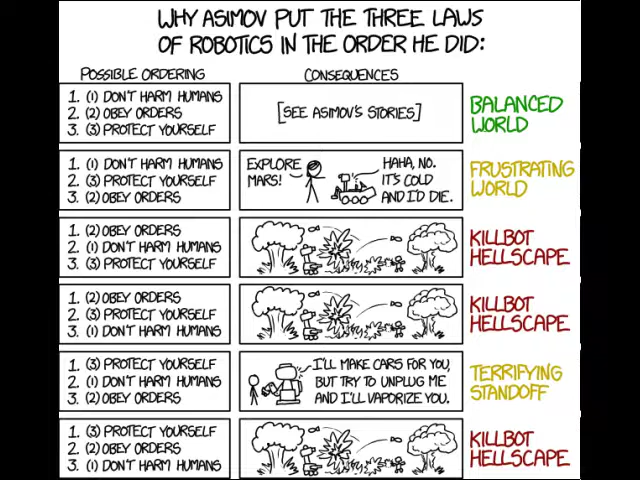 WHY ASIMOV PUT THE THREE LAWS
OF ROBOTICS IN THE ORDER HE DID:
POSSIBLE ORDERING
CONSEQUENCES
1. (1) DON'T HARM HUMANS
2. (2) OBEY ORDERS
3. (3) PROTECT YOURSELF
[SEE ASIMOV'S STORIES]
BALANCED
WORLD
1. (1) DON'T HARM HUMANS
2. (3) PROTECT YOURSELF
3. (2) OBEY ORDERS
EXPLORE
MARS!
HAHA, NO.
IT'S COLD
AND I'D DIE.
FRUSTRATING
WORLD
1. (2) OBEY ORDERS
2. (1) DON'T HARM HUMANS
3. (3) PROTECT YOURSELF
KILLBOT
HELLSCAPE
1. (2) OBEY ORDERS
2. (3) PROTECT YOURSELF
3. (1) DON'T HARM HUMANS
KILLBOT
HELLSCAPE
1. (3) PROTECT YOURSELF
2. (1) DON'T HARM HUMANS
3. (2) OBEY ORDERS
I'LL MAKE CARS FOR YOU,
BUT TRY TO UNPLUG ME
AND I'LL VAPORIZE YOU.
TERRIFYING
STANDOFF
1. (3) PROTECT YOURSELF
2. (2) OBEY ORDERS
3. (1) DON'T HARM HUMANS
KILLBOT
HELLSCAPE